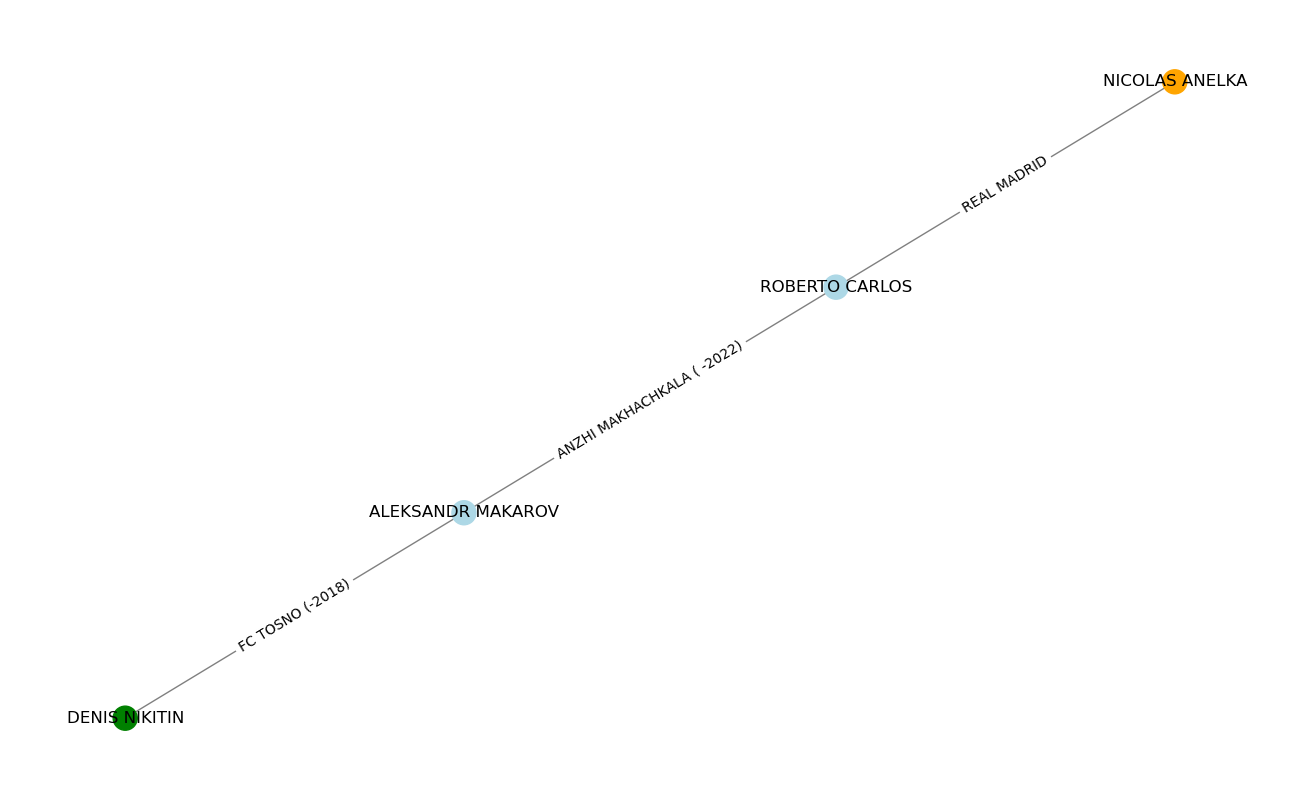 NICOLAS ANELKA
REAL MADRID
ROBERTO CARLOS
ANZHI MAKHACHKALA ( -2022)
ALEKSANDR MAKAROV
FC TOSNO (-2018)
DENIS NIKITIN